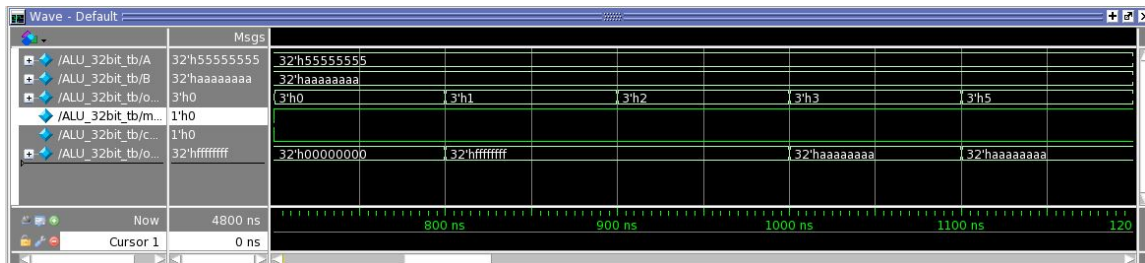 Wave - Default
Msgs
/ALU_32bit_tb/A 32'h55555555 32'h55555555
/ALU_32bit_tb/B 32'haaaaaaaa 32'haaaaaaaa
/ALU_32bit_tb/o... 3'h0 3'h0 3'h1 3'h2 3'h3 3'h5
/ALU_32bit_tb/m... 1'h0
/ALU_32bit_tb/c... 1'h0
/ALU_32bit_tb/o... 32'hffffffff 32'h00000000 32'hffffffff 32'haaaaaaaa 32'haaaaaaaa
Now 4800 ns 800 ns 900 ns 1000 ns 1100 ns 120
Cursor 1 0 ns